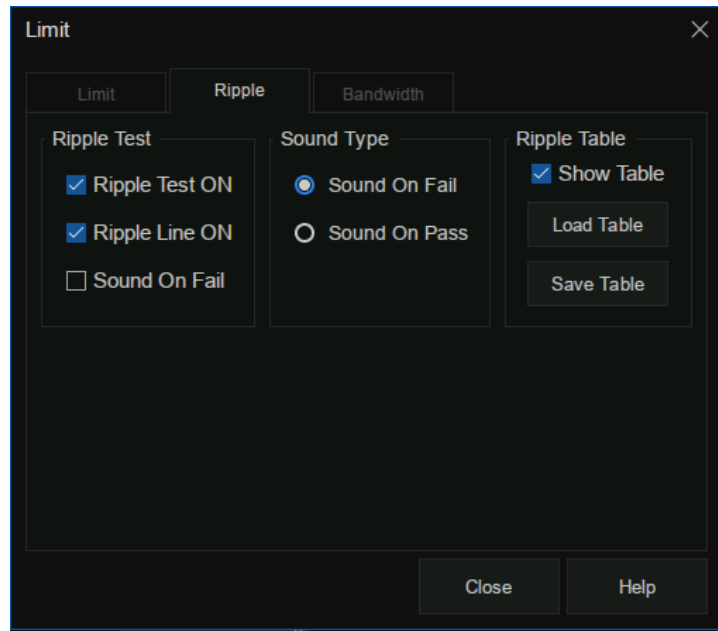 Limit
Limit Ripple Bandwidth
Ripple Test
Ripple Test ON
Ripple Line ON
Sound On Fail
Sound Type
Sound On Fail
Sound On Pass
Ripple Table
Show Table
Load Table
Save Table
Close Help